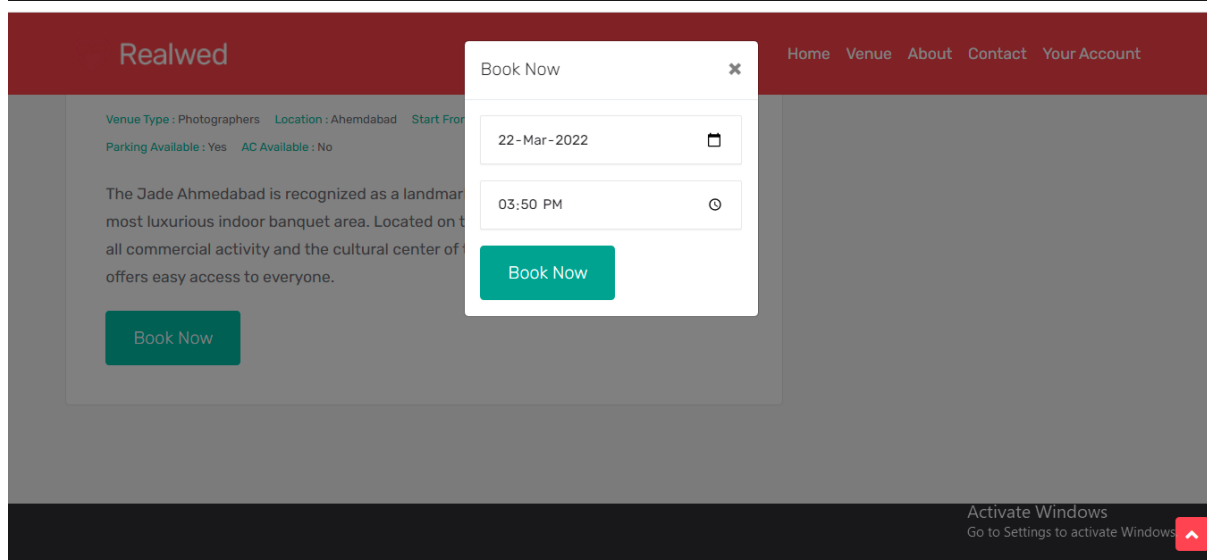 Realwed
Home Venue About Contact Your Account
Book Now
22-Mar-2022
03:50 PM
Book Now
Venue Type : Photographers Location : Ahemdabad Start
Parking Available : Yes AC Available : No
The Jade Ahmedabad is recognized as a
most luxurious indoor banquet area. Located on
all commercial activity and the cultural center of
offers easy access to everyone.
Book Now
Activate Windows
Go to Settings to activate Windows